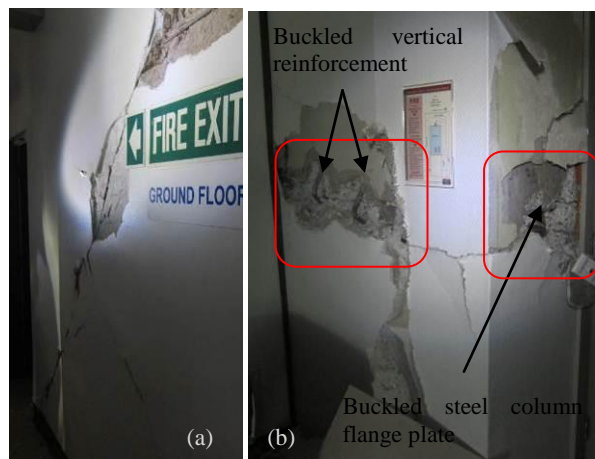 FIRE EXIT
GROUND FLOOR
(a)
Buckled vertical
reinforcement
Buckled steel column
flange plate
(b)